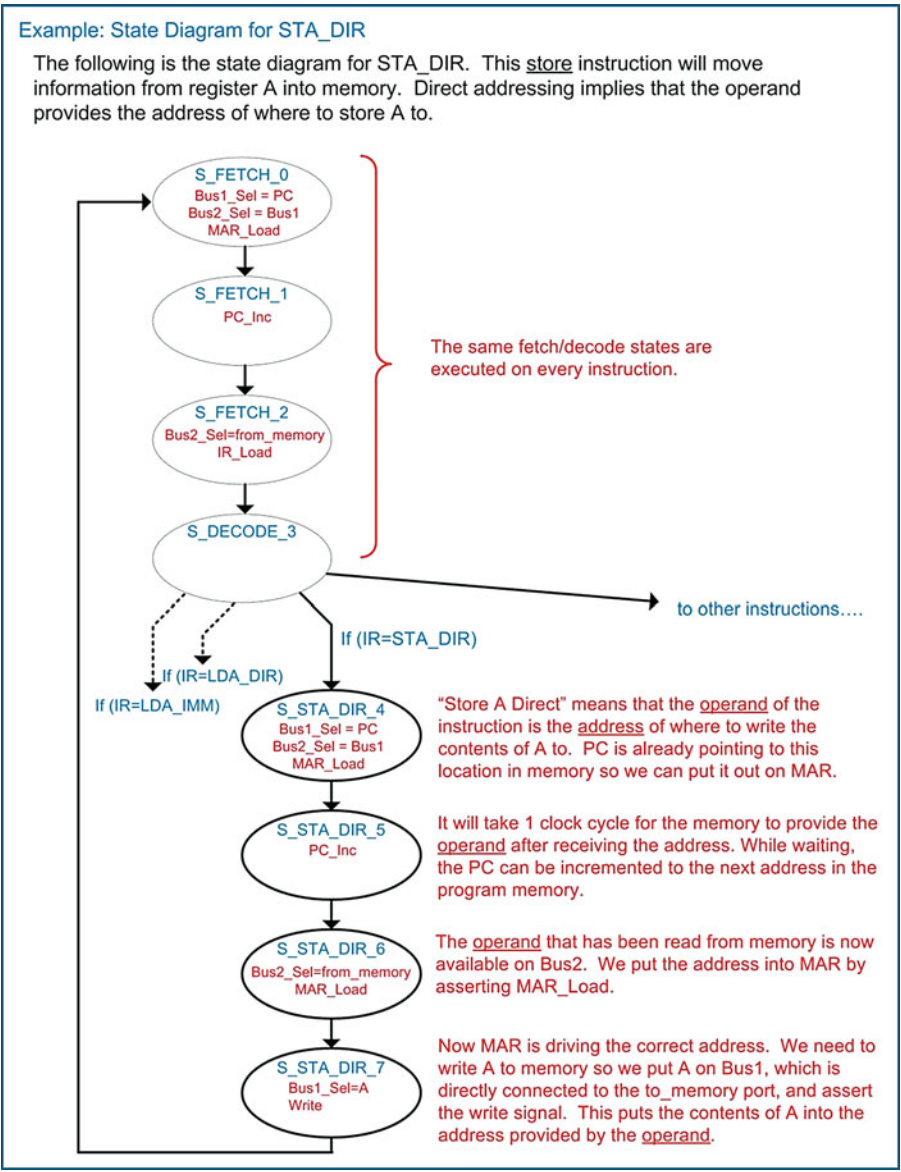 Example: State Diagram for STA_DIR
The following is the state diagram for STA_DIR.  This store instruction will move
information from register A into memory.  Direct addressing implies that the operand
provides the address of where to store A to.
S_FETCH_0
Bus1_Sel = PC
Bus2_Sel = Bus1
MAR_Load
S_FETCH_1
PC_Inc
The same fetch/decode states are
executed on every instruction.
S_FETCH_2
Bus2_Sel=from_memory
IR_Load
S_DECODE_3
to other instructions....
If (IR=STA_DIR)
If (IR=LDA_DIR)
If (IR=LDA_IMM)
S_STA_DIR_4
Bus1_Sel = PC
Bus2_Sel = Bus1
MAR_Load
“Store A Direct” means that the operand of the
instruction is the address of where to write the
contents of A to.  PC is already pointing to this
location in memory so we can put it out on MAR.
S_STA_DIR_5
PC_Inc
It will take 1 clock cycle for the memory to provide the
operand after receiving the address. While waiting,
the PC can be incremented to the next address in the
program memory.
S_STA_DIR_6
Bus2_Sel=from_memory
MAR_Load
The operand that has been read from memory is now
available on Bus2.  We put the address into MAR by
asserting MAR_Load.
S_STA_DIR_7
Bus1_Sel=A
Write
Now MAR is driving the correct address.  We need to
write A to memory so we put A on Bus1, which is
directly connected to the to_memory port, and assert
the write signal.  This puts the contents of A into the
address provided by the operand.